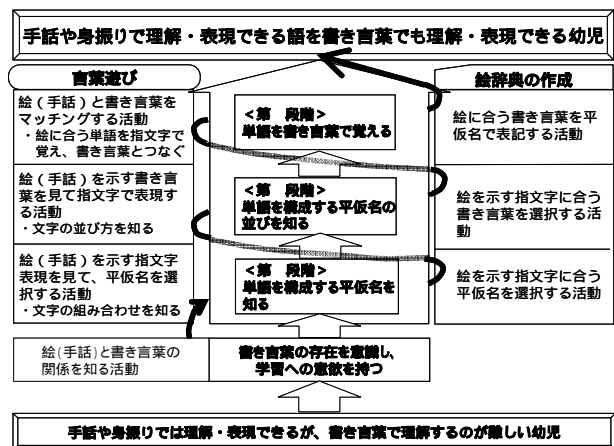 手話や身振りで理解・表現できる語を書き言葉でも理解・表現できる幼児
言葉遊び
絵（手話）と書き言葉を
マッチングする活動
・絵に合う単語を指文字で
覚え、書き言葉とつなぐ
絵（手話）を示す書き言
葉を見て指文字で表現す
る活動
・文字の並び方を知る
絵（手話）を示す指文字
表現を見て、平仮名を選
択する活動
・文字の組み合わせを知る
絵(手話)と書き言葉の
関係を知る活動
＜第　段階＞
単語を書き言葉で覚える
＜第　段階＞
単語を構成する平仮名の
並びを知る
＜第　段階＞
単語を構成する平仮名を
知る
書き言葉の存在を意識し、
学習への意欲を持つ
絵辞典の作成
絵に合う書き言葉を平
仮名で表記する活動
絵を示す指文字に合う
書き言葉を選択する活
動
絵を示す指文字に合う
平仮名を選択する活動
手話や身振りでは理解・表現できるが、書き言葉で理解するのが難しい幼児